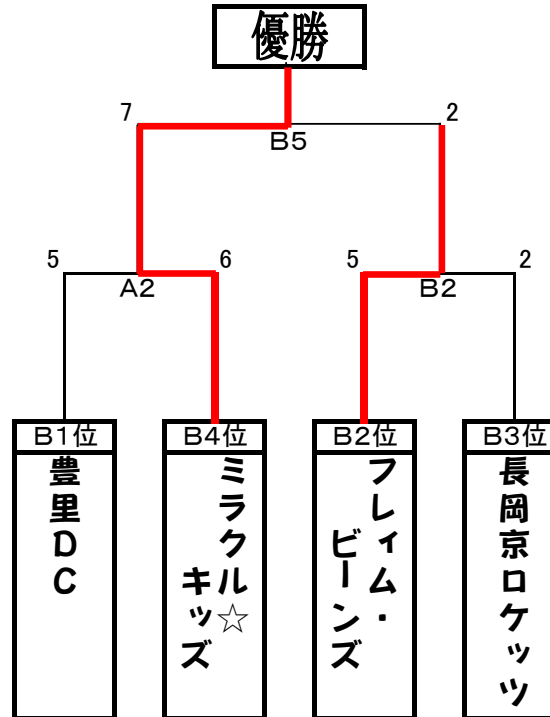 優勝
7
2
B5
5
6
5
2
A2
B2
B1位
B4位
B2位
B3位
豊里DC
ミラクル☆
キッズ
フレイム・
ビーンズ
長岡京ロケッツ